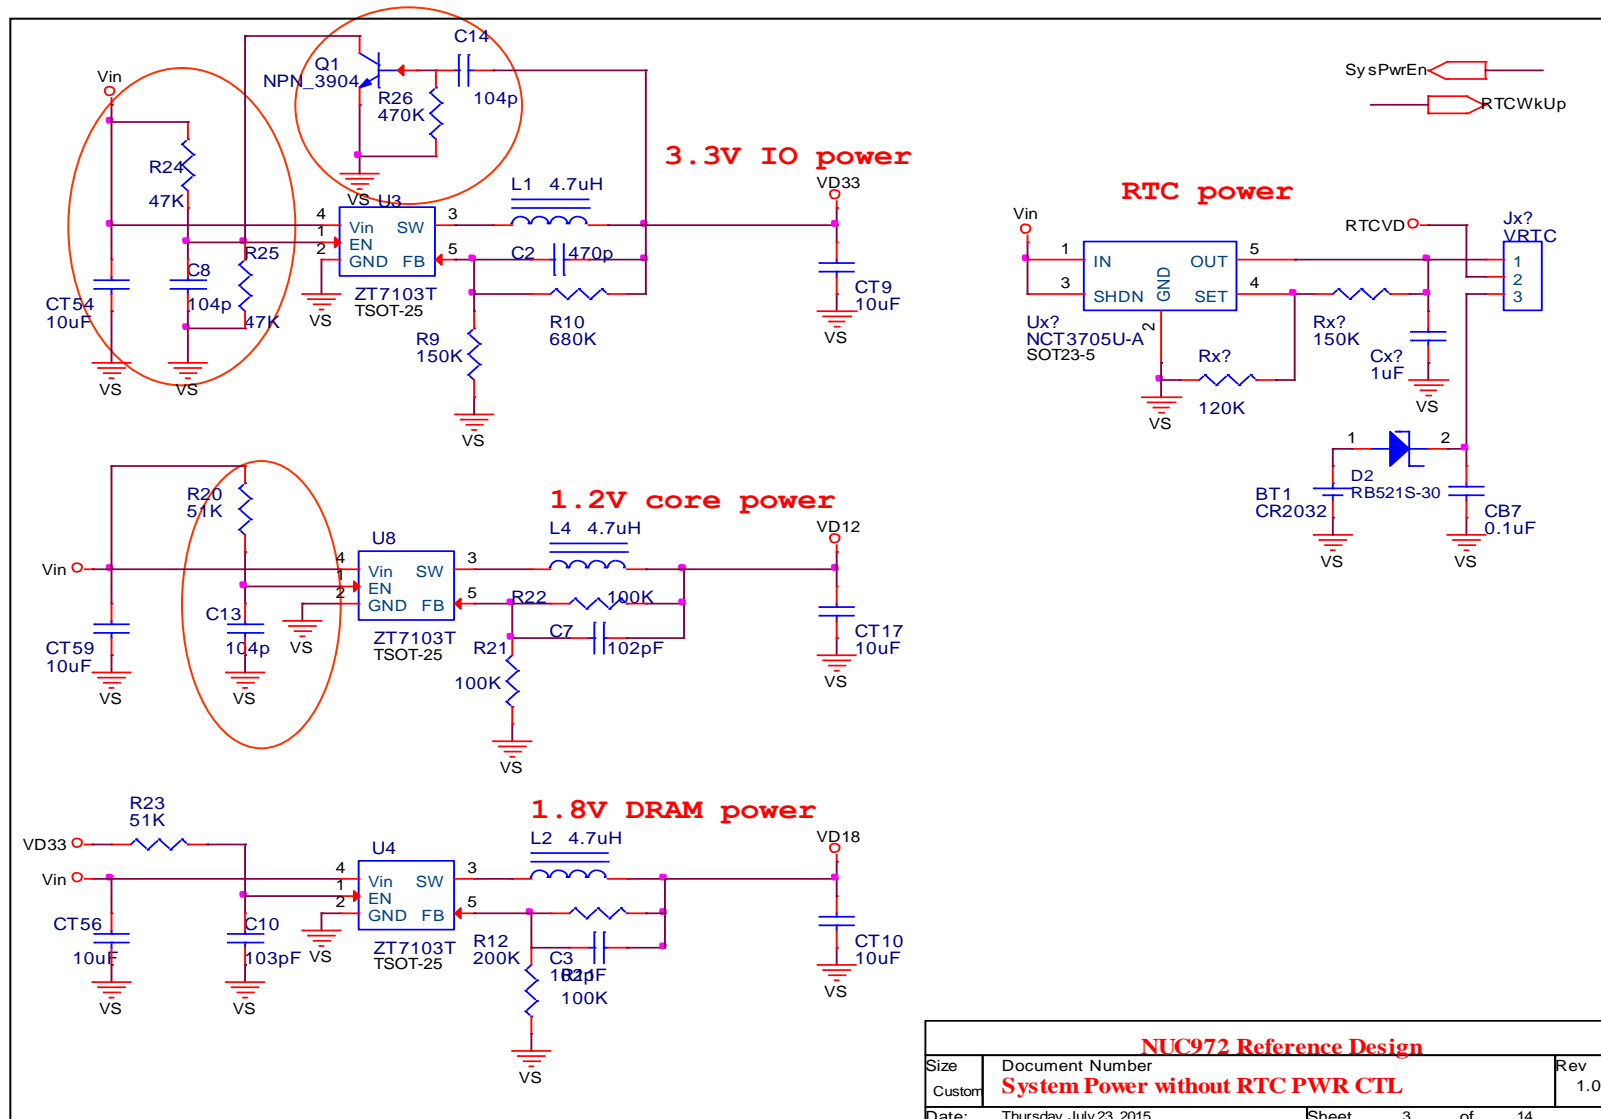 C14
Q1
NPN_3904
R26
470K
104p
Vin
R24
47K
3.3V IO power
L1 4.7uH
VD33
VS
U3
4
1
2
Vin
EN
GND
SW
FB
3
5
ZT7103T
TSOT-25
C2
470p
R10
680K
R9
150K
VS
CT9
10uF
VS
R25
47K
C8
104p
CT54
10uF
VS
VS
VS
SysPwrEn
RTCWkUp
RTC power
Vin
1
3
IN
SHDN
GND
OUT
SET
2
5
4
Ux?
NCT3705U-A
SOT23-5
VS
Rx?
120K
Rx?
150K
Cx?
1uF
VS
RTCVD
Jx?
VRTC
1
2
3
1
2
D2
RB521S-30
BT1
CR2032
VS
CB7
0.1uF
VS
1.2V core power
R20
51K
Vin
CT59
10uF
VS
C13
104p
VS
VS
U8
4
1
2
Vin
EN
GND
SW
FB
3
5
ZT7103T
TSOT-25
L4 4.7uH
VD12
R22
100K
C7
102pF
R21
100K
VS
CT17
10uF
VS
1.8V DRAM power
R23
51K
VD33
Vin
CT56
10uF
VS
C10
103pF
VS
VS
U4
4
1
2
Vin
EN
GND
SW
FB
3
5
ZT7103T
TSOT-25
L2 4.7uH
VD18
R12
200K
C3
100K
VS
CT10
10uF
VS
NUC972 Reference Design
Size
Custom
Document Number
System Power without RTC PWR CTL
Rev
1.0
Date:
Thursday, July 23, 2015
Sheet
3
of
14